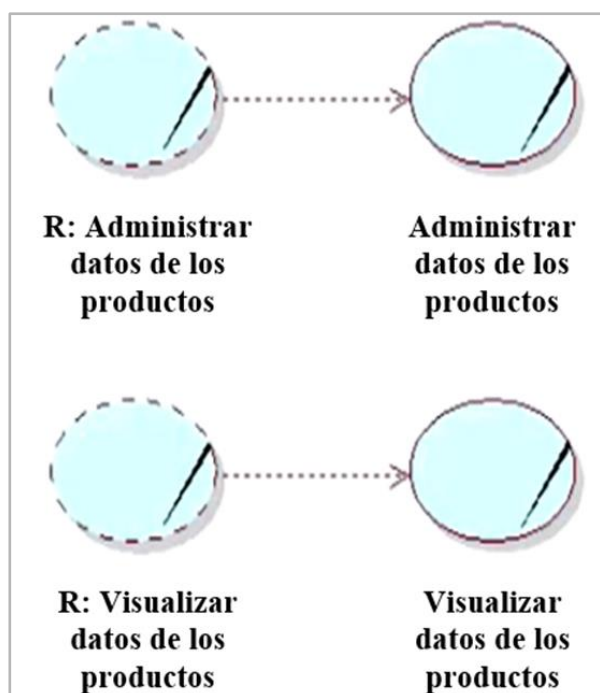 R: Administrar
datos de los
productos
Administrar
datos de los
productos
R: Visualizar
datos de los
productos
Visualizar
datos de los
productos